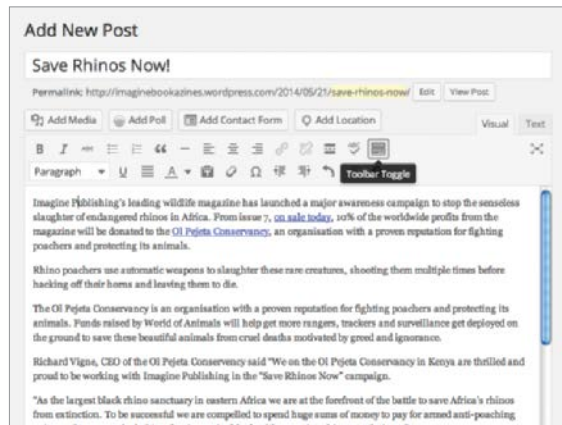 Add New Post
Save Rhinos Now!
Permalink: http://imaginebookazines.wordpress.com/2014/05/21/save-rhinos-now/ Edit View Post
Add Media Add Poll Add Contact Form Add Location Visual Text
B I ABC
Paragraph U A Ω Toolbar Toggle
Imagine Publishing's leading wildlife magazine has launched a major awareness campaign to stop the senseless
slaughter of endangered rhinos in Africa. From issue 7, on sale today, 10% of the worldwide profits from the
magazine will be donated to the Ol Pejeta Conservancy, an organisation with a proven reputation for fighting
poachers and protecting its animals.
Rhino poachers use automatic weapons to slaughter these rare creatures, shooting them multiple times before
hacking off their horns and leaving them to die.
The Ol Pejeta Conservancy is an organisation with a proven reputation for fighting poachers and protecting its
animals. Funds raised by World of Animals will help get more rangers, trackers and surveillance get deployed on
the ground to save these beautiful animals from cruel deaths motivated by greed and ignorance.
Richard Vigne, CEO of the Ol Pejeta Conservency said "We on the Ol Pejeta Conservancy in Kenya are thrilled and
proud to be working with Imagine Publishing in the "Save Rhinos Now" campaign.
"As the largest black rhino sanctuary in eastern Africa we are at the forefront of the battle to save Africa's rhinos
from extinction. To be successful we are compelled to spend huge sums of money to pay for armed anti-poaching